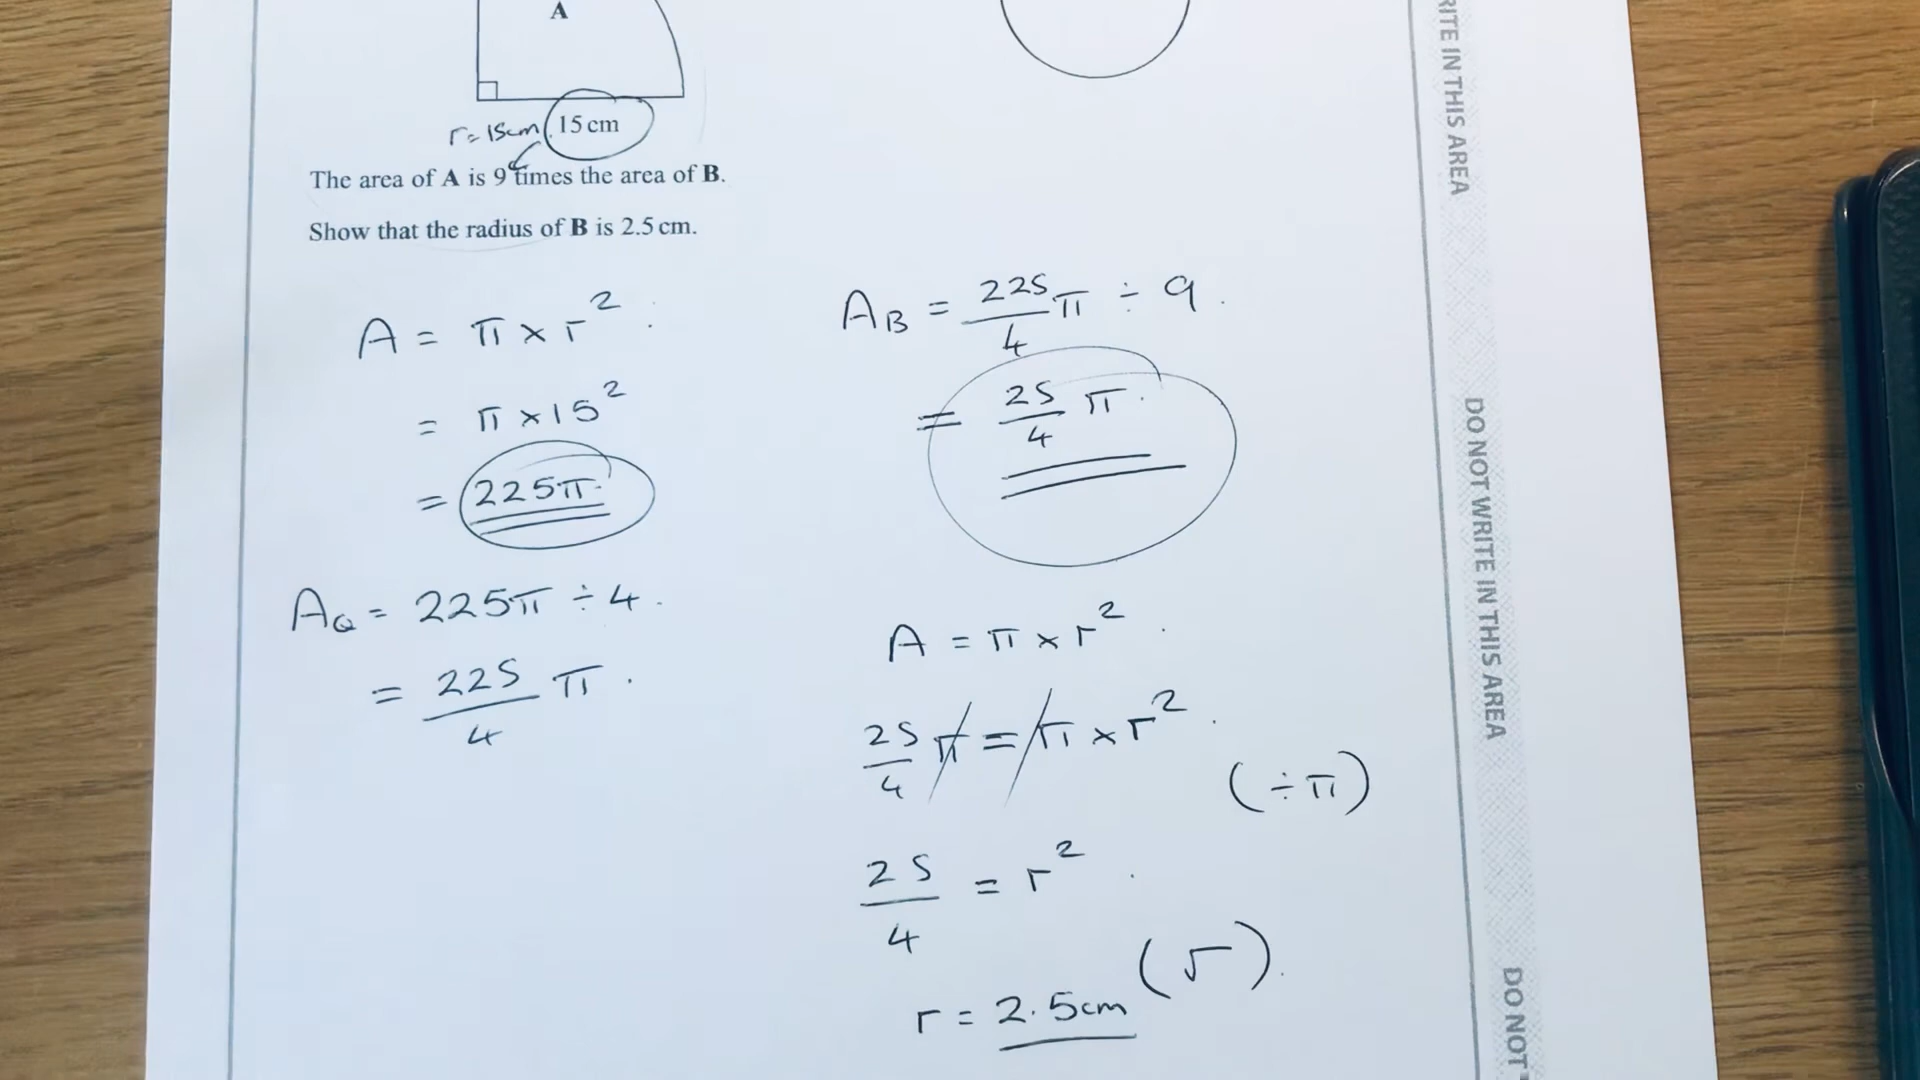 A
r = 15cm 15 cm
The area of A is 9 times the area of B.
Show that the radius of B is 2.5 cm.
A = π × r²
= π × 15²
= 225π
A_Q = 225π ÷ 4
= 225/4 π
A_B = 225/4 π ÷ 9
= 25/4 π
A = π × r²
25/4 π = π × r²
(÷π)
25/4 = r²
(√)
r = 2.5cm
RITE IN THIS AREA
DO NOT WRITE IN THIS AREA
DO NOT